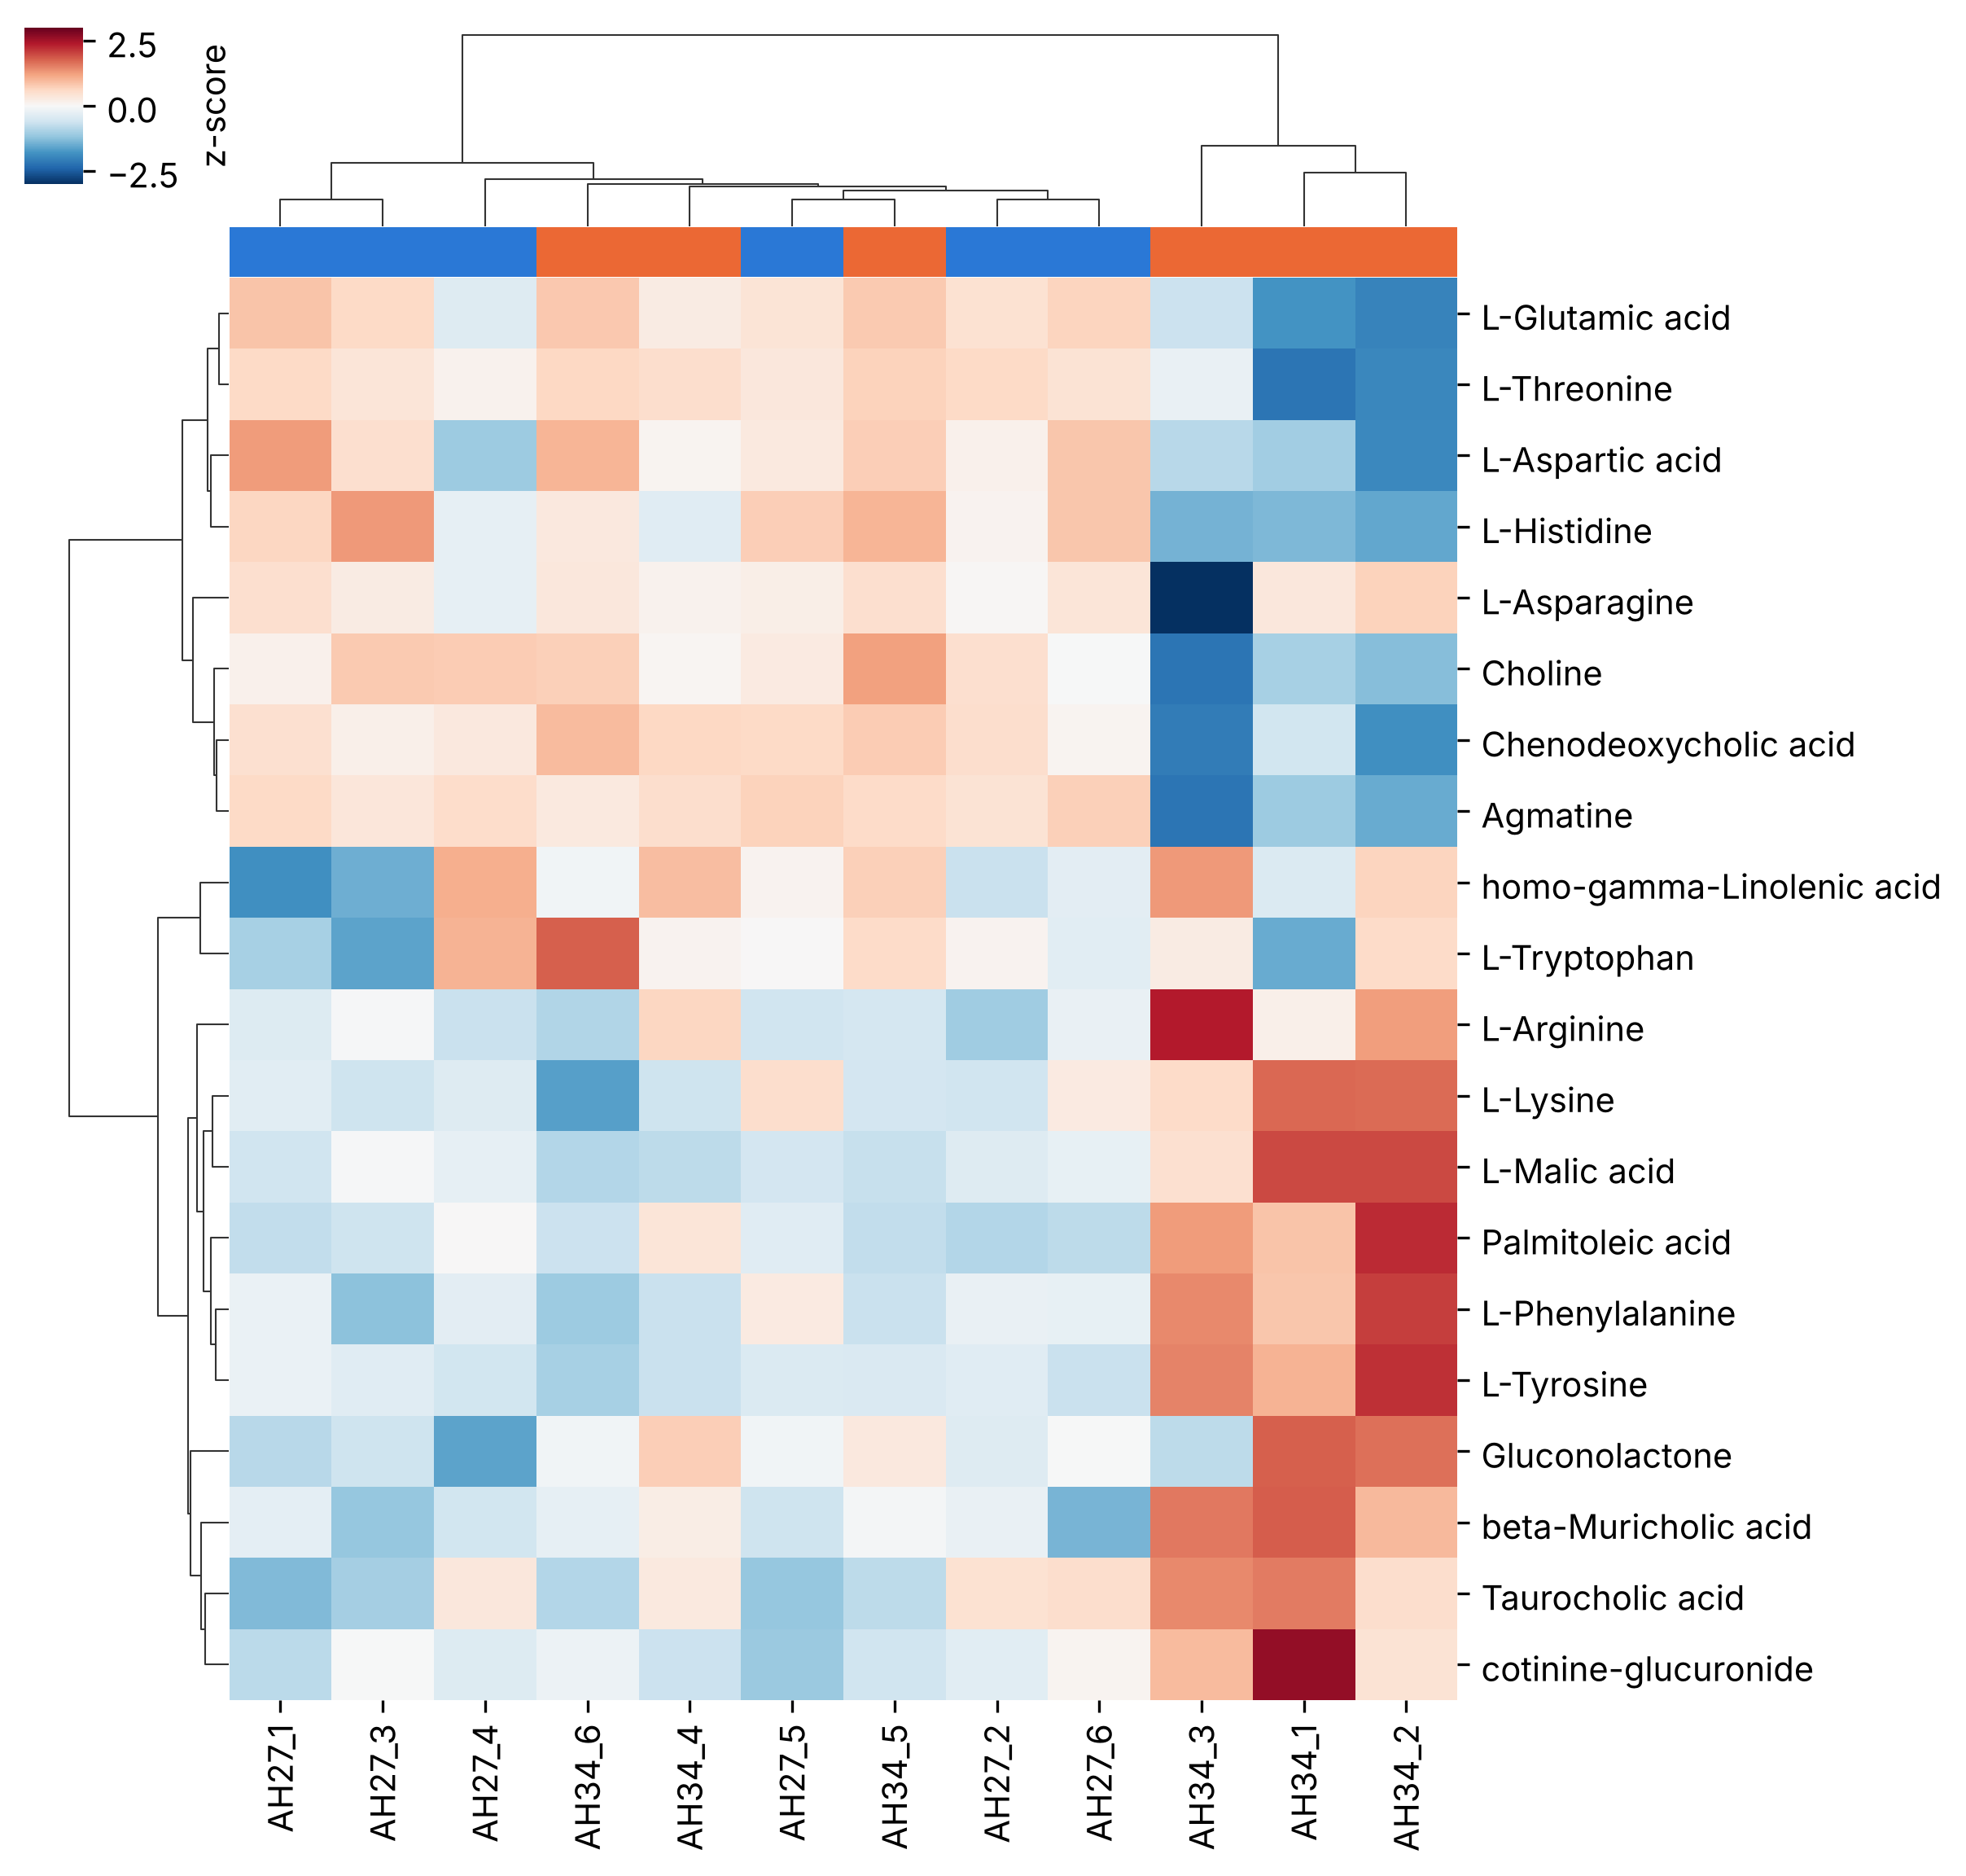 2.5
0.0
−2.5
z-score
L-Glutamic acid
L-Threonine
L-Aspartic acid
L-Histidine
L-Asparagine
Choline
Chenodeoxycholic acid
Agmatine
homo-gamma-Linolenic acid
L-Tryptophan
L-Arginine
L-Lysine
L-Malic acid
Palmitoleic acid
L-Phenylalanine
L-Tyrosine
Gluconolactone
beta-Muricholic acid
Taurocholic acid
cotinine-glucuronide
AH27_1
AH27_3
AH27_4
AH34_6
AH34_4
AH27_5
AH34_5
AH27_2
AH27_6
AH34_3
AH34_1
AH34_2